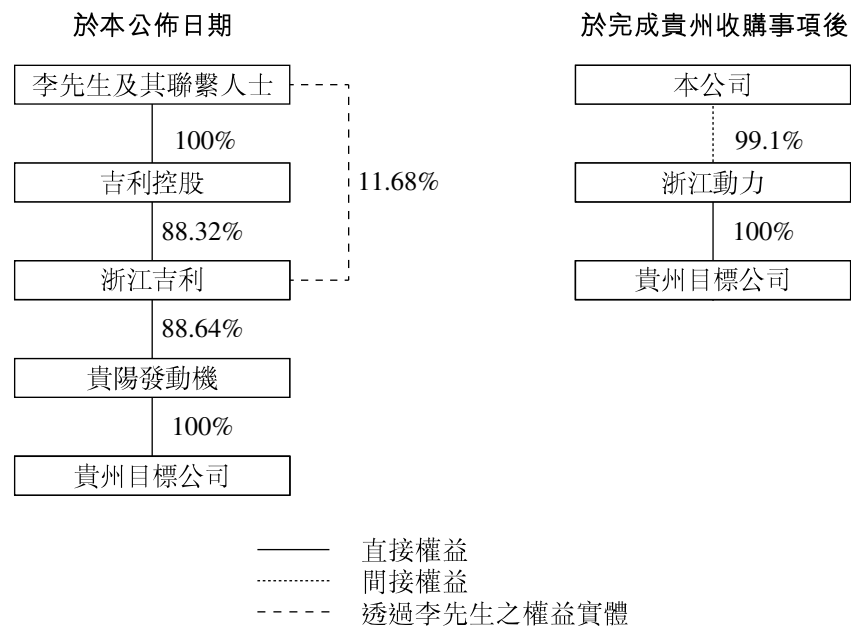 於本公佈日期
李先生及其聯繫人士
100%
吉利控股
11.68%
88.32%
浙江吉利
88.64%
貴陽發動機
100%
貴州目標公司
於完成貴州收購事項後
本公司
99.1%
浙江動力
100%
貴州目標公司
直接權益
間接權益
透過李先生之權益實體